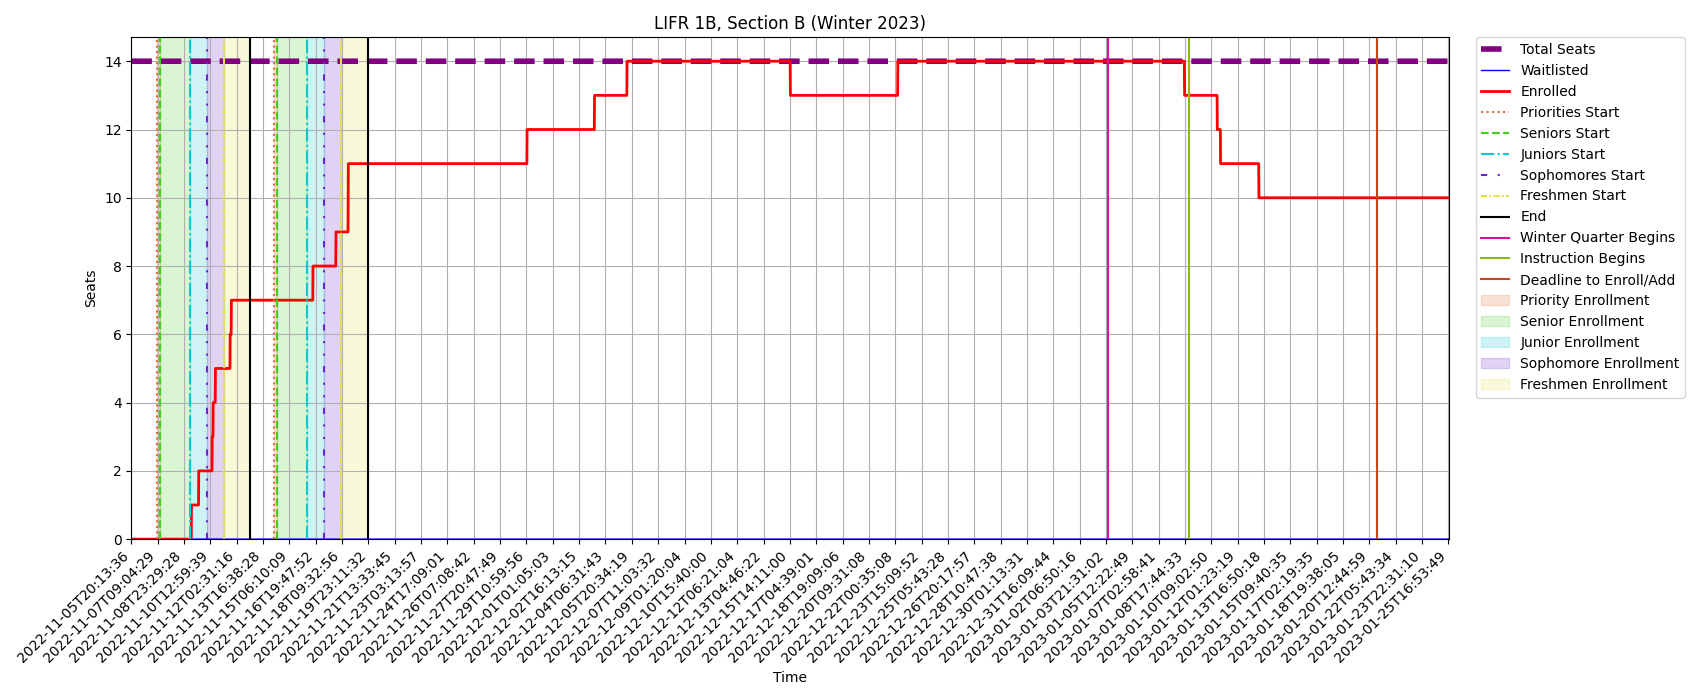 LIFR 1B, Section B (Winter 2023)
Seats
14
12
10
8
6
4
2
0
2022-11-05T20:13:36
2022-11-07T09:04:29
2022-11-08T23:29:28
2022-11-10T12:59:39
2022-11-12T02:31:16
2022-11-13T16:38:28
2022-11-15T06:10:09
2022-11-16T19:47:52
2022-11-18T09:32:56
2022-11-19T23:11:32
2022-11-21T13:33:45
2022-11-23T03:13:57
2022-11-24T17:09:01
2022-11-26T07:08:42
2022-11-27T20:47:49
2022-11-29T10:59:56
2022-12-01T01:05:03
2022-12-02T16:13:15
2022-12-04T06:31:43
2022-12-05T20:34:19
2022-12-07T11:03:32
2022-12-09T01:20:04
2022-12-10T15:40:00
2022-12-12T06:21:04
2022-12-13T04:46:22
2022-12-15T14:11:00
2022-12-17T04:39:01
2022-12-18T19:09:06
2022-12-20T09:31:08
2022-12-22T00:35:08
2022-12-23T15:09:52
2022-12-25T05:43:28
2022-12-26T20:17:57
2022-12-28T10:47:38
2022-12-30T01:13:31
2022-12-31T16:09:44
2023-01-02T06:50:16
2023-01-03T21:31:02
2023-01-05T12:22:49
2023-01-07T02:58:41
2023-01-08T17:44:33
2023-01-10T09:02:50
2023-01-12T01:23:19
2023-01-13T16:50:18
2023-01-15T09:40:35
2023-01-17T02:19:35
2023-01-18T19:38:05
2023-01-20T12:44:59
2023-01-22T05:43:34
2023-01-23T22:31:10
2023-01-25T16:53:49
Time
Total Seats
Waitlisted
Enrolled
Priorities Start
Seniors Start
Juniors Start
Sophomores Start
Freshmen Start
End
Winter Quarter Begins
Instruction Begins
Deadline to Enroll/Add
Priority Enrollment
Senior Enrollment
Junior Enrollment
Sophomore Enrollment
Freshmen Enrollment